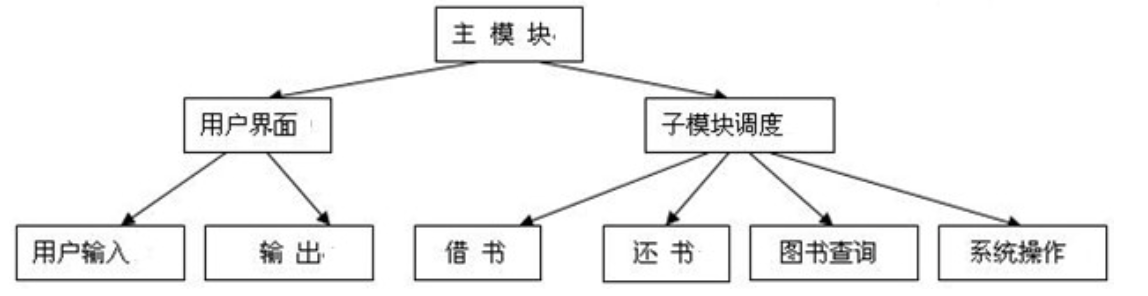 主 模 块
用户界面
子模块调度
用户输入
输 出
借 书
还 书
图书查询
系统操作